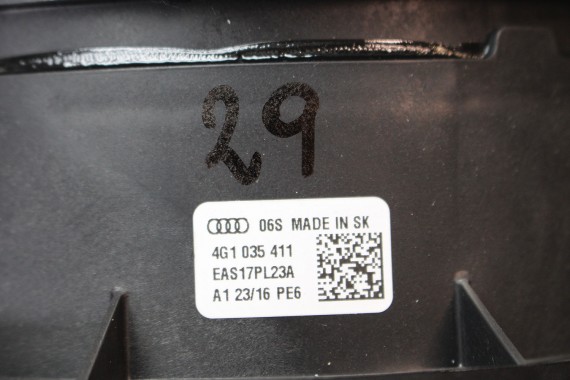 29
06S MADE IN SK
4G1 035 411
EAS17PL23A
A1 23/16 PE6